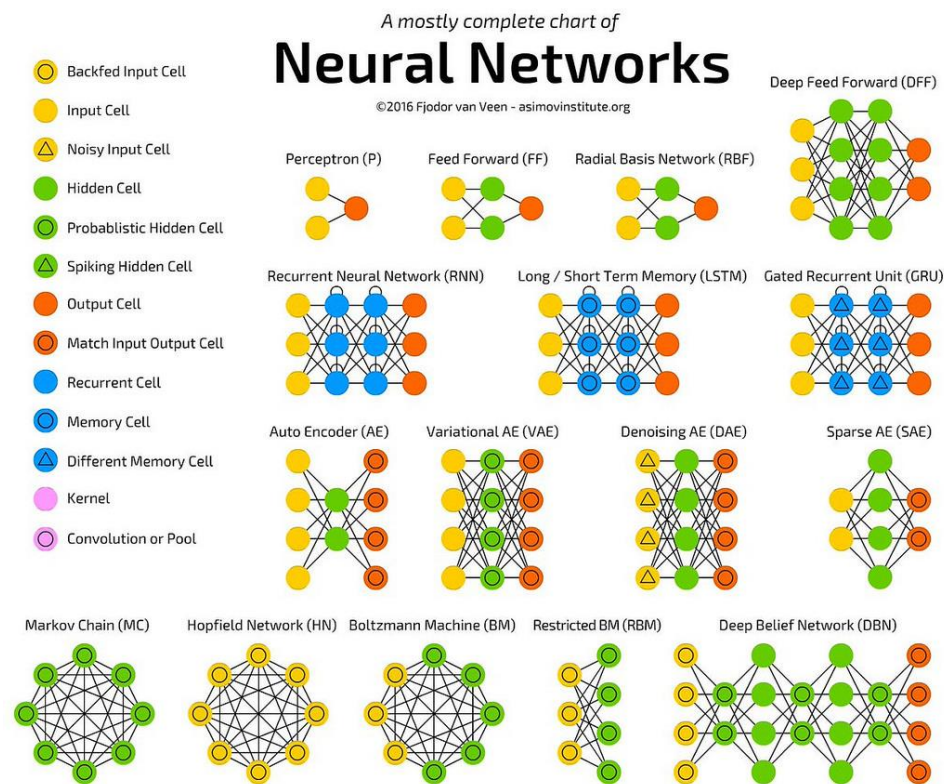 A mostly complete chart of
Neural Networks
©2016 Fjodor van Veen - asimovinstitute.org
Backfed Input Cell
Input Cell
Noisy Input Cell
Hidden Cell
Probablistic Hidden Cell
Spiking Hidden Cell
Output Cell
Match Input Output Cell
Recurrent Cell
Memory Cell
Different Memory Cell
Kernel
Convolution or Pool
Deep Feed Forward (DFF)
Perceptron (P)
Feed Forward (FF)
Radial Basis Network (RBF)
Recurrent Neural Network (RNN)
Long / Short Term Memory (LSTM)
Gated Recurrent Unit (GRU)
Auto Encoder (AE)
Variational AE (VAE)
Denoising AE (DAE)
Sparse AE (SAE)
Markov Chain (MC)
Hopfield Network (HN)
Boltzmann Machine (BM)
Restricted BM (RBM)
Deep Belief Network (DBN)